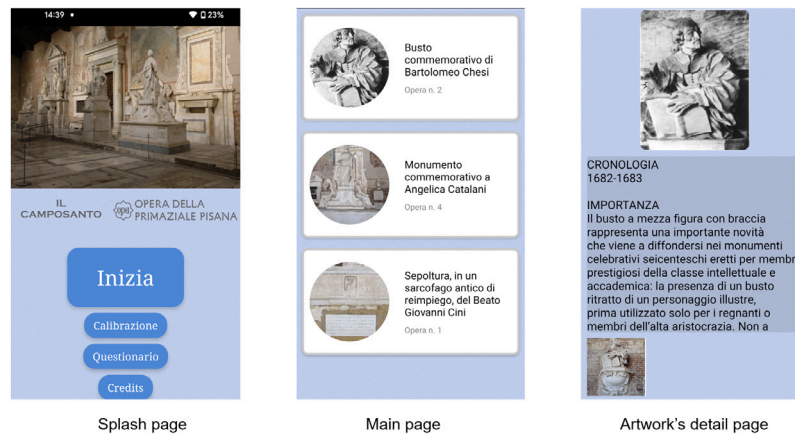 14:39
23%
IL
CAMPOSANTO
opa
OPERA DELLA
PRIMAZIALE PISANA
Inizia
Calibrazione
Questionario
Credits
Splash page
Busto
commemorativo di
Bartolomeo Chesi
Opera n. 2
Monumento
commemorativo a
Angelica Catalani
Opera n. 4
Sepoltura, in un
sarcofago antico di
reimpiego, del Beato
Giovanni Cini
Opera n. 1
Main page
CRONOLOGIA
1682-1683
IMPORTANZA
Il busto a mezza figura con braccia
rappresenta una importante novità
che viene a diffondersi nei monumenti
celebrativi seicenteschi eretti per membr
prestigiosi della classe intellettuale e
accademica: la presenza di un busto
ritratto di un personaggio illustre,
prima utilizzato solo per i regnanti o
membri dell'alta aristocrazia. Non a
Artwork's detail page